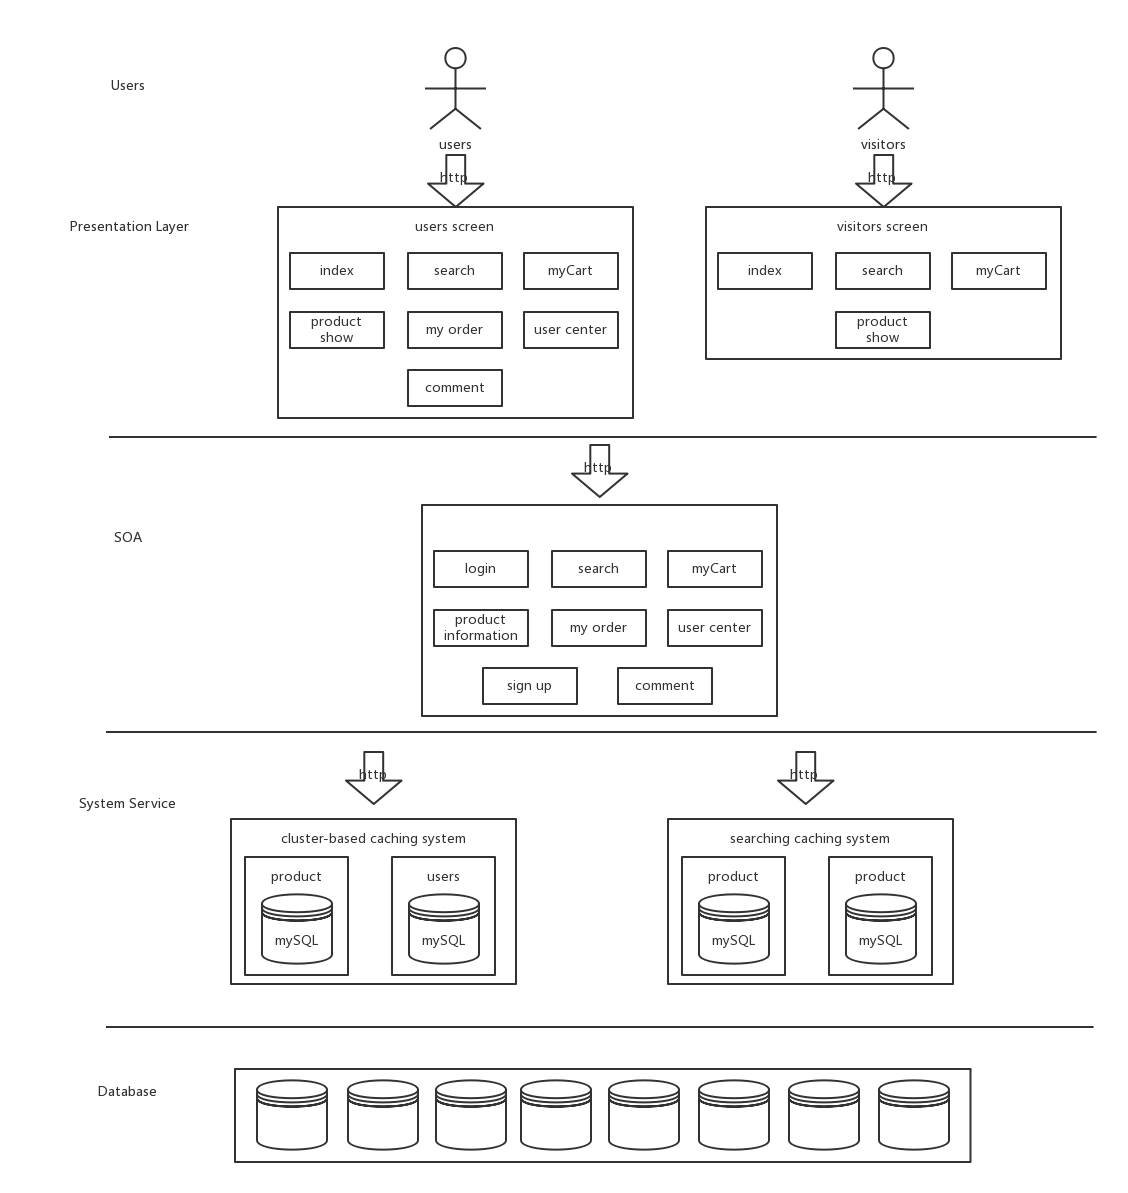 Users
users
visitors
http
http
Presentation Layer
users screen
index
search
myCart
product
show
my order
user center
comment
visitors screen
index
search
myCart
product
show
http
SOA
login
search
myCart
product
information
my order
user center
sign up
comment
http
http
System Service
cluster-based caching system
product
mySQL
users
mySQL
searching caching system
product
mySQL
product
mySQL
Database